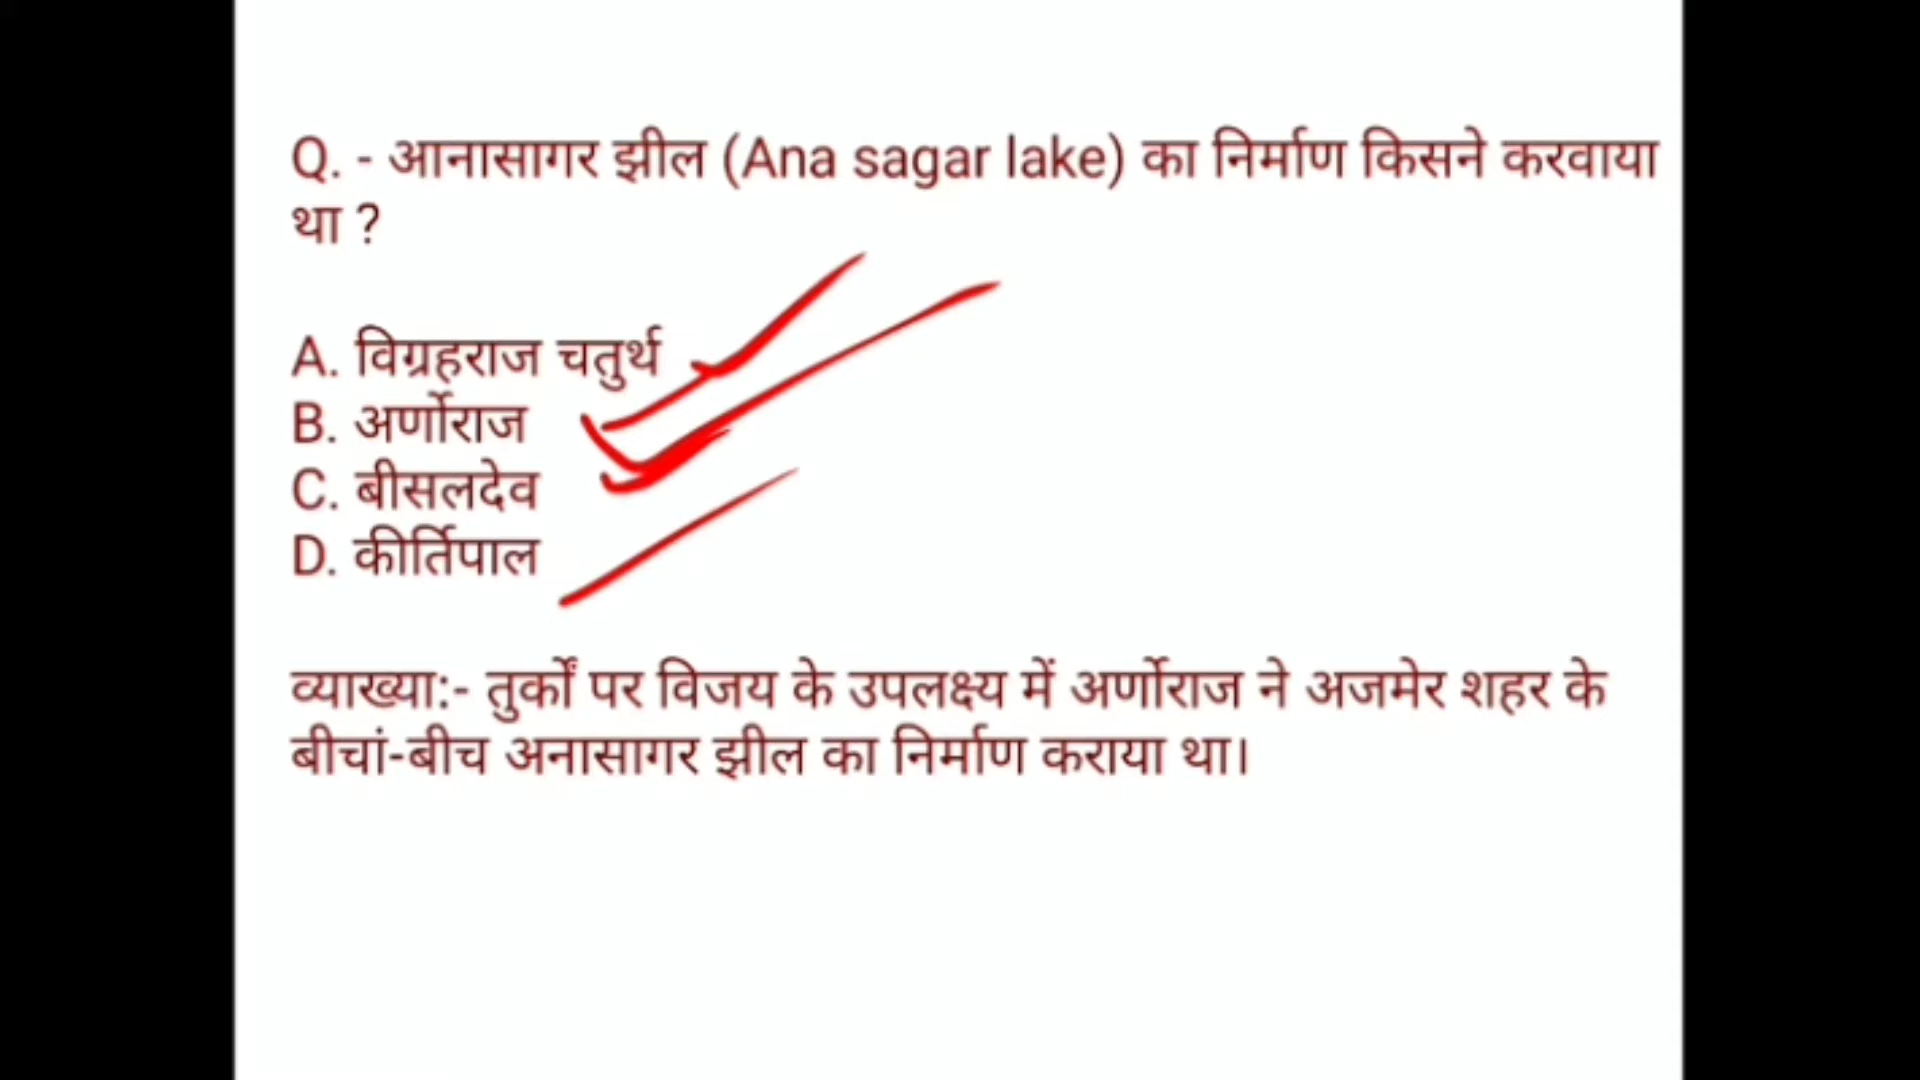 Q. - आनासागर झील (Ana sagar lake) का निर्माण किसने करवाया
था ?
A. विग्रहराज चतुर्थ
B. अर्णोराज
C. बीसलदेव
D. कीर्तिपाल
व्याख्या:- तुर्कों पर विजय के उपलक्ष्य में अर्णोराज ने अजमेर शहर के
बीचां-बीच अनासागर झील का निर्माण कराया था।